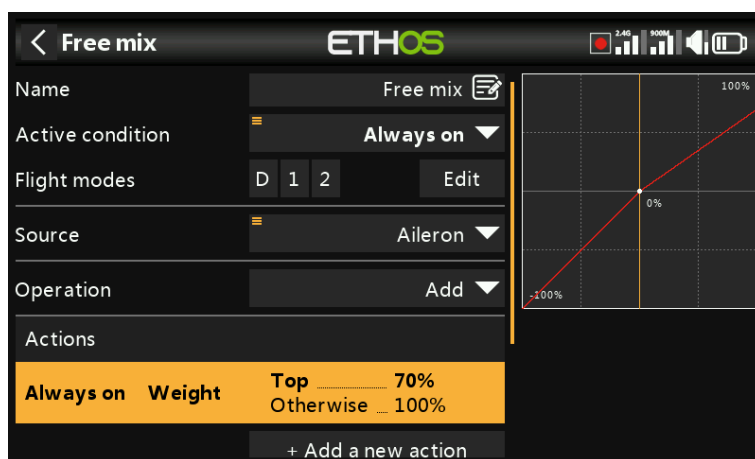 Free mix
ETHOS
2.4G 900M
Name Free mix
Active condition Always on
Flight modes D 1 2 Edit
Source Aileron
Operation Add
Actions
Always on Weight Top 70%
Otherwise 100%
+ Add a new action
100%
0%
-100%